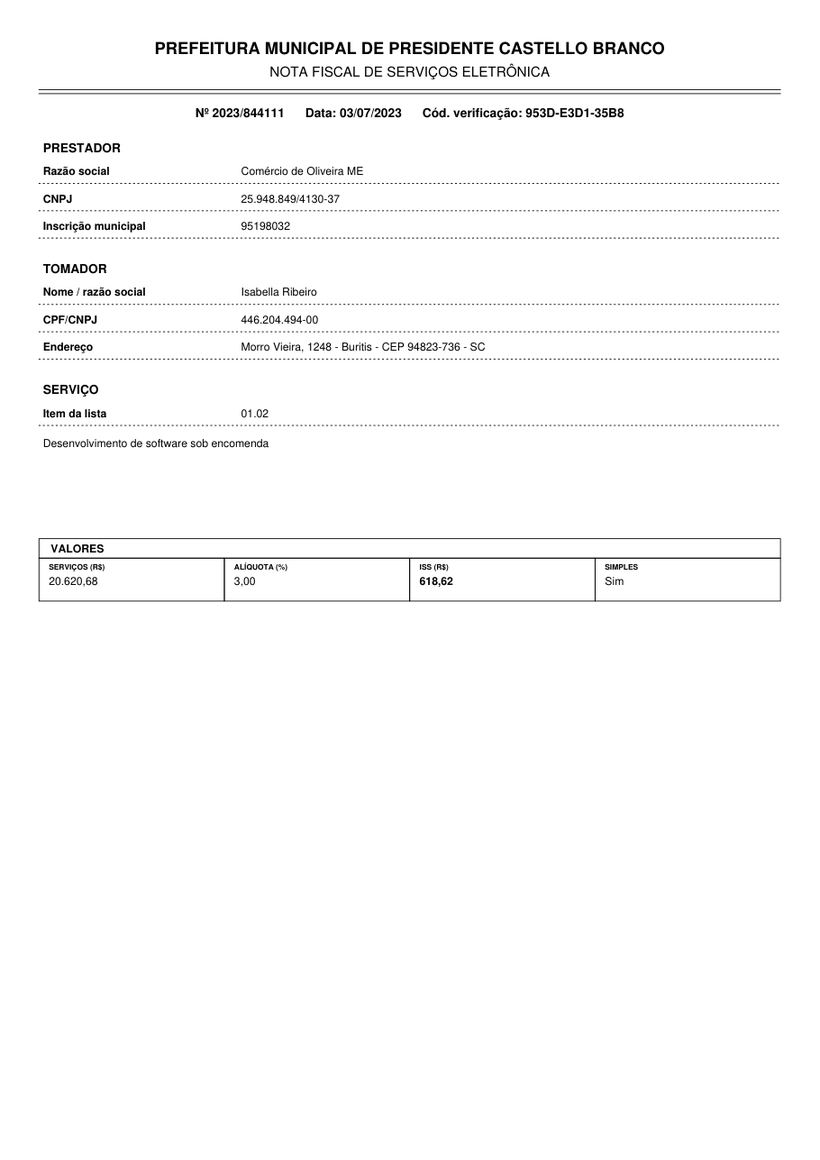 PREFEITURA MUNICIPAL DE PRESIDENTE CASTELLO BRANCO
NOTA FISCAL DE SERVIÇOS ELETRÔNICA
Nº 2023/844111 Data: 03/07/2023 Cód. verificação: 953D-E3D1-35B8
PRESTADOR
Razão social Comércio de Oliveira ME
CNPJ 25.948.849/4130-37
Inscrição municipal 95198032
TOMADOR
Nome / razão social Isabella Ribeiro
CPF/CNPJ 446.204.494-00
Endereço Morro Vieira, 1248 - Buritis - CEP 94823-736 - SC
SERVIÇO
Item da lista 01.02
Desenvolvimento de software sob encomenda
VALORES
SERVIÇOS (R$) ALÍQUOTA (%) ISS (R$) SIMPLES
20.620,68 3,00 618,62 Sim